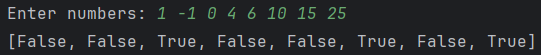 Enter numbers: 1 -1 0 4 6 10 15 25
[False, False, True, False, False, True, False, True]